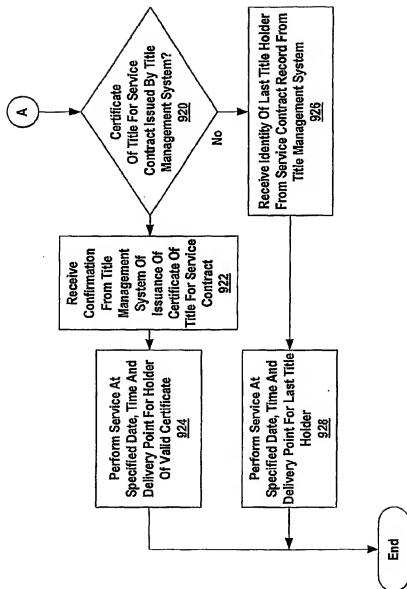 A
Certificate
Of Title For Service
Contract Issued By Title
Management System?
920
No
Receive
Confirmation
From Title
Management
System Of
Issuance Of
Certificate Of
Title For Service
Contract
922
Receive Identity Of Last Title Holder
From Service Contract Record From
Title Management System
926
Perform Service At
Specified Date, Time And
Delivery Point For Holder
Of Valid Certificate
924
Perform Service At
Specified Date, Time And
Delivery Point For Last Title
Holder
928
End